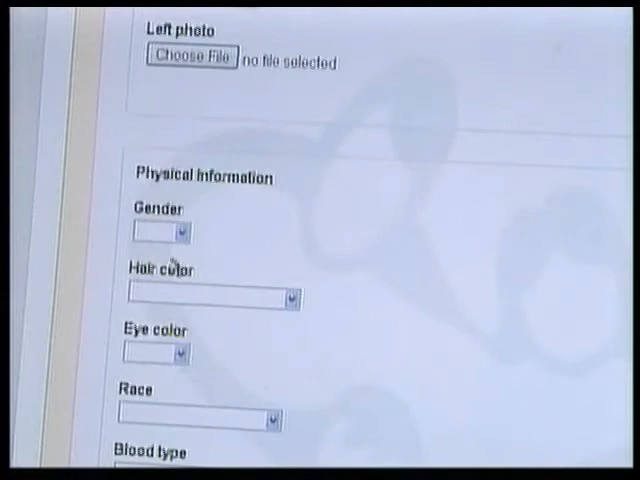 Left photo
Choose File no file selected
Physical Information
Gender
Hair color
Eye color
Race
Blood type